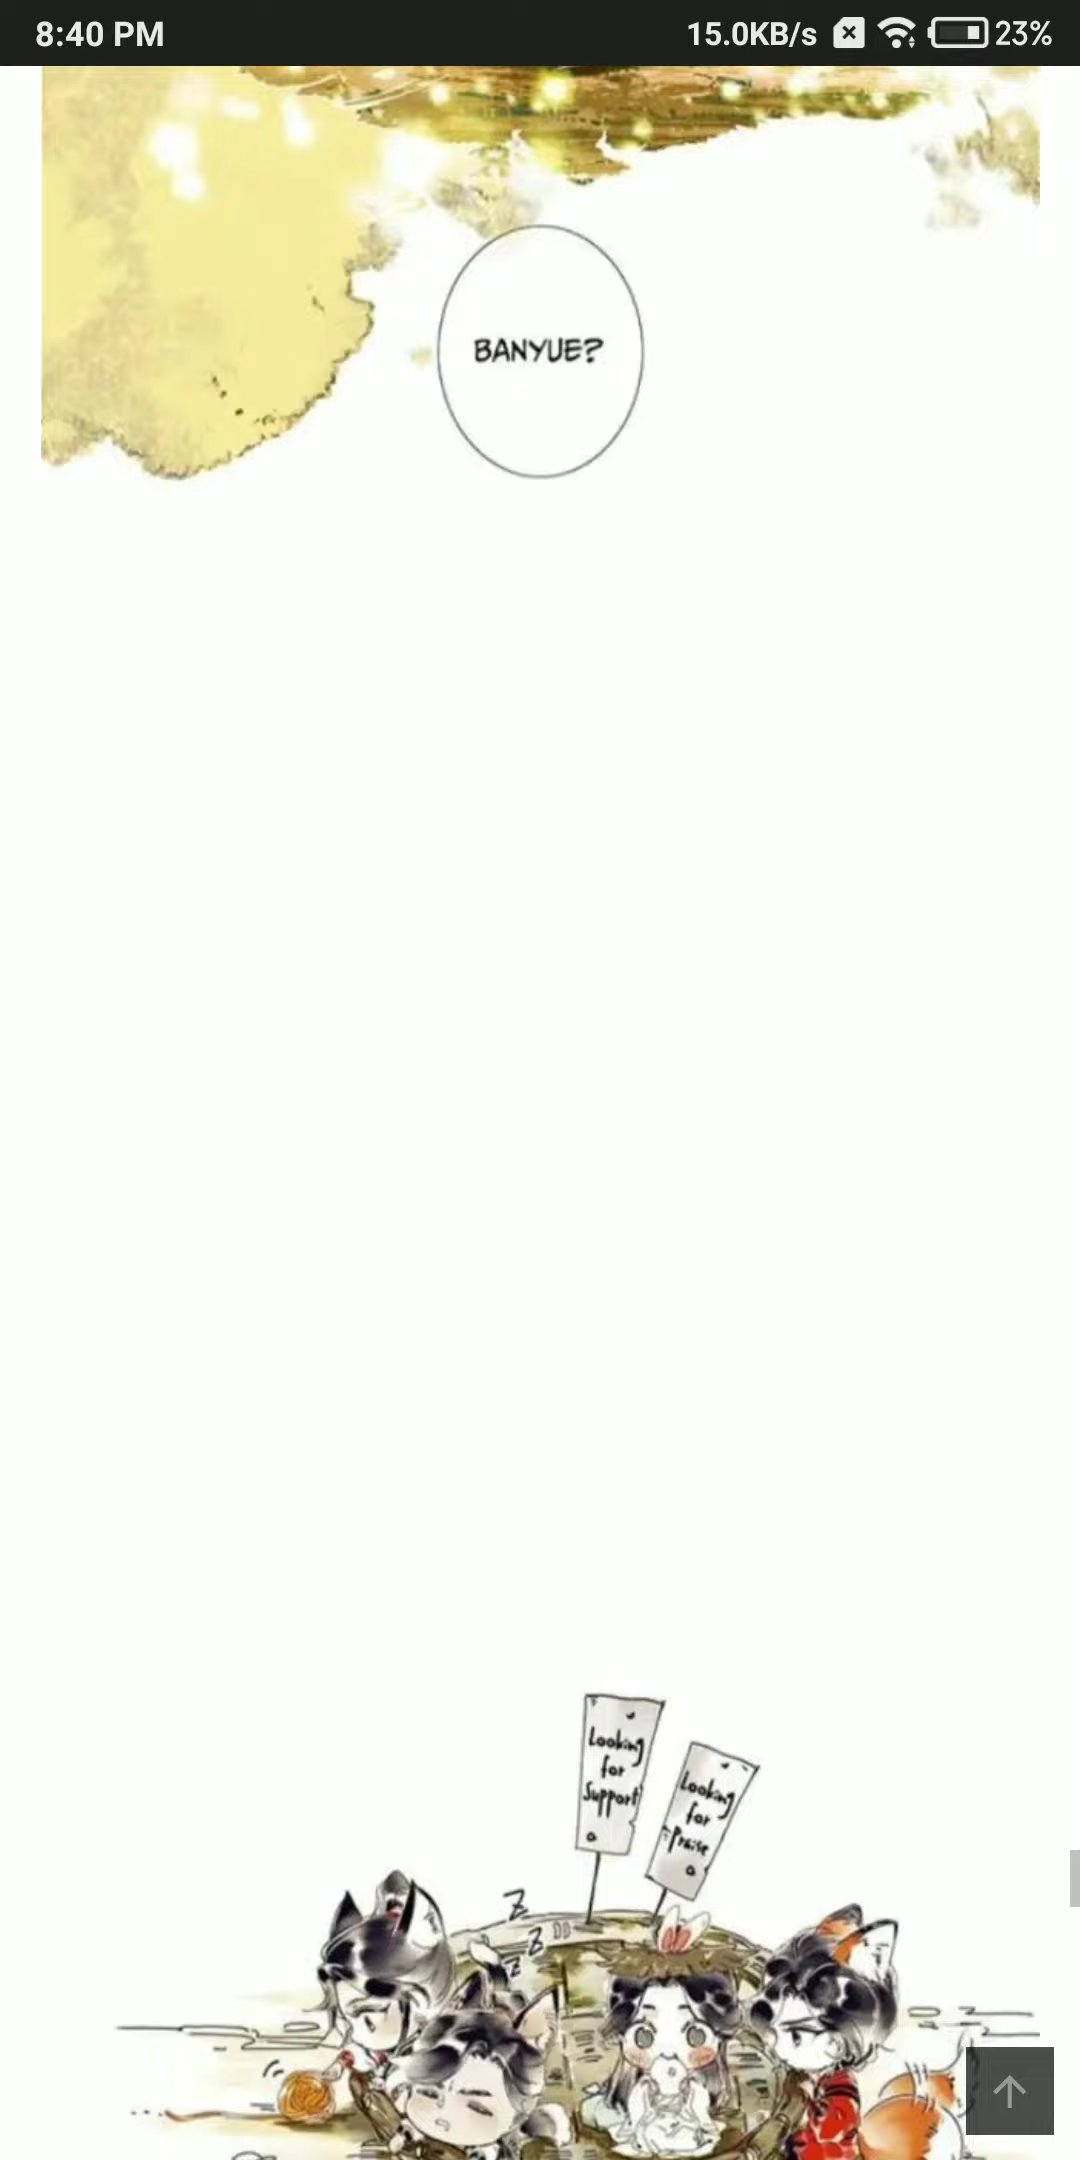 8:40 PM 15.0KB/s 23%
BANYUE?
Looking
for
Support
Looking
for
Praise
Z
Z
Z